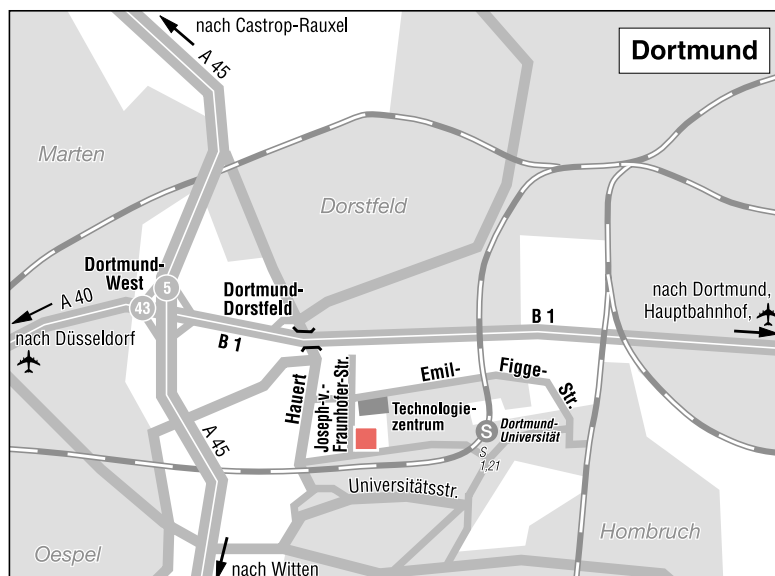 nach Castrop-Rauxel
Dortmund
A 45
Marten
Dorstfeld
Dortmund-
West
5
43
A 40
nach Düsseldorf
Dortmund-
Dorstfeld
B 1
B 1
nach Dortmund,
Hauptbahnhof,
Hauert
Joseph-v.-
Fraunhofer-Str.
Emil-
Figge-
Str.
Technologie-
zentrum
S
Dortmund-
Universität
S
1,21
A 45
Universitätsstr.
Hombruch
Oespel
nach Witten